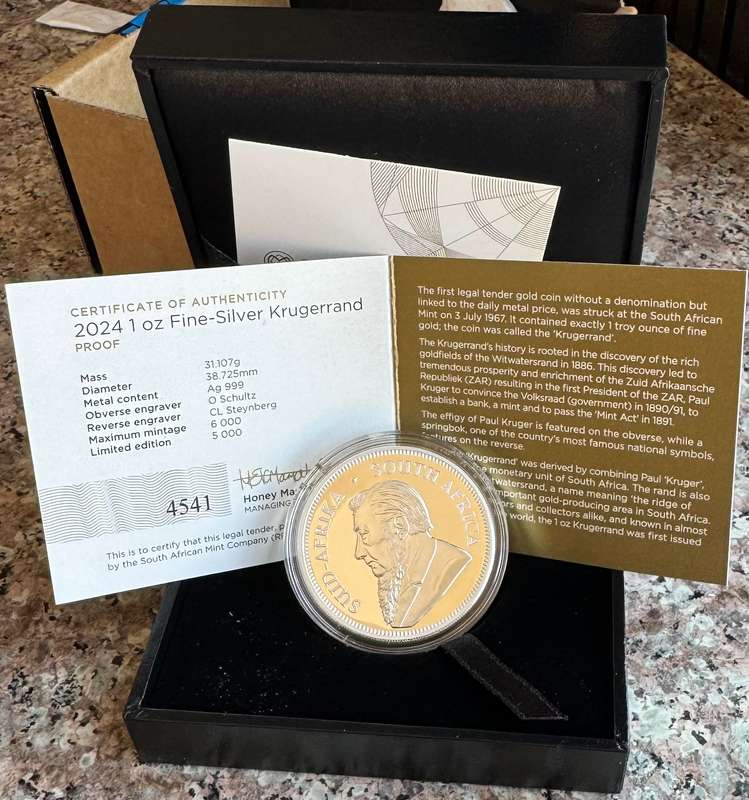 CERTIFICATE OF AUTHENTICITY
2024 1 oz Fine-Silver Krugerrand
PROOF
Mass 31.107g
Diameter 38.725mm
Metal content Ag 999
Obverse engraver O Schultz
Reverse engraver CL Steynberg
Maximum mintage 6 000
Limited edition 5 000
4541
Honey Ma
MANAGING
This is to certify that this legal tender, p
by the South African Mint Company (R
The first legal tender gold coin without a denomination but
linked to the daily metal price, was struck at the South African
Mint on 3 July 1967. It contained exactly 1 troy ounce of fine
gold; the coin was called the 'Krugerrand'.
The Krugerrand's history is rooted in the discovery of the rich
goldfields of the Witwatersrand in 1886. This discovery led to
tremendous prosperity and enrichment of the Zuid Afrikaansche
Republiek (ZAR) resulting in the first President of the ZAR, Paul
Kruger to convince the Volksraad (government) in 1890/91, to
establish a bank, a mint and to pass the 'Mint Act' in 1891.
The effigy of Paul Kruger is featured on the obverse, while a
springbok, one of the country's most famous national symbols,
features on the reverse.
'Krugerrand' was derived by combining Paul 'Kruger',
monetary unit of South Africa. The rand is also
twatersrand, a name meaning 'the ridge of
portant gold-producing area in South Africa.
rs and collectors alike, and known in almost
world, the 1 oz Krugerrand was first issued
SUID-AFRIKA · SOUTH AFRICA